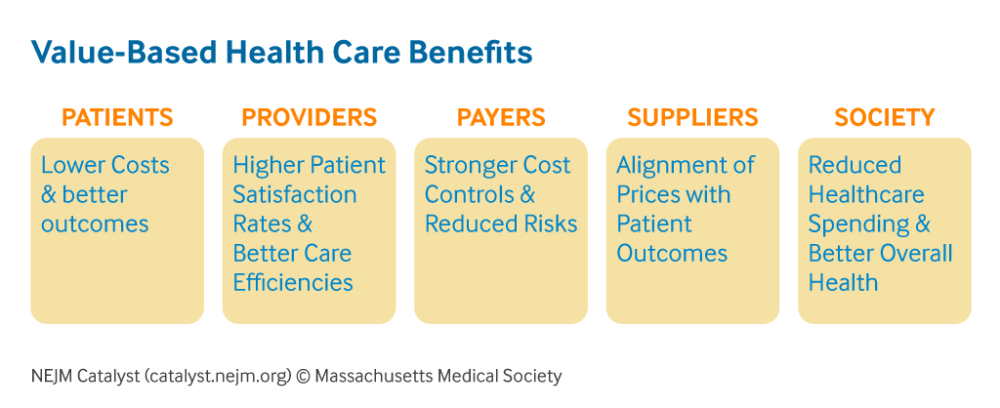 Value-Based Health Care Benefits
PATIENTS
Lower Costs
& better
outcomes
PROVIDERS
Higher Patient
Satisfaction
Rates &
Better Care
Efficiencies
PAYERS
Stronger Cost
Controls &
Reduced Risks
SUPPLIERS
Alignment of
Prices with
Patient
Outcomes
SOCIETY
Reduced
Healthcare
Spending &
Better Overall
Health
NEJM Catalyst (catalyst.nejm.org) © Massachusetts Medical Society